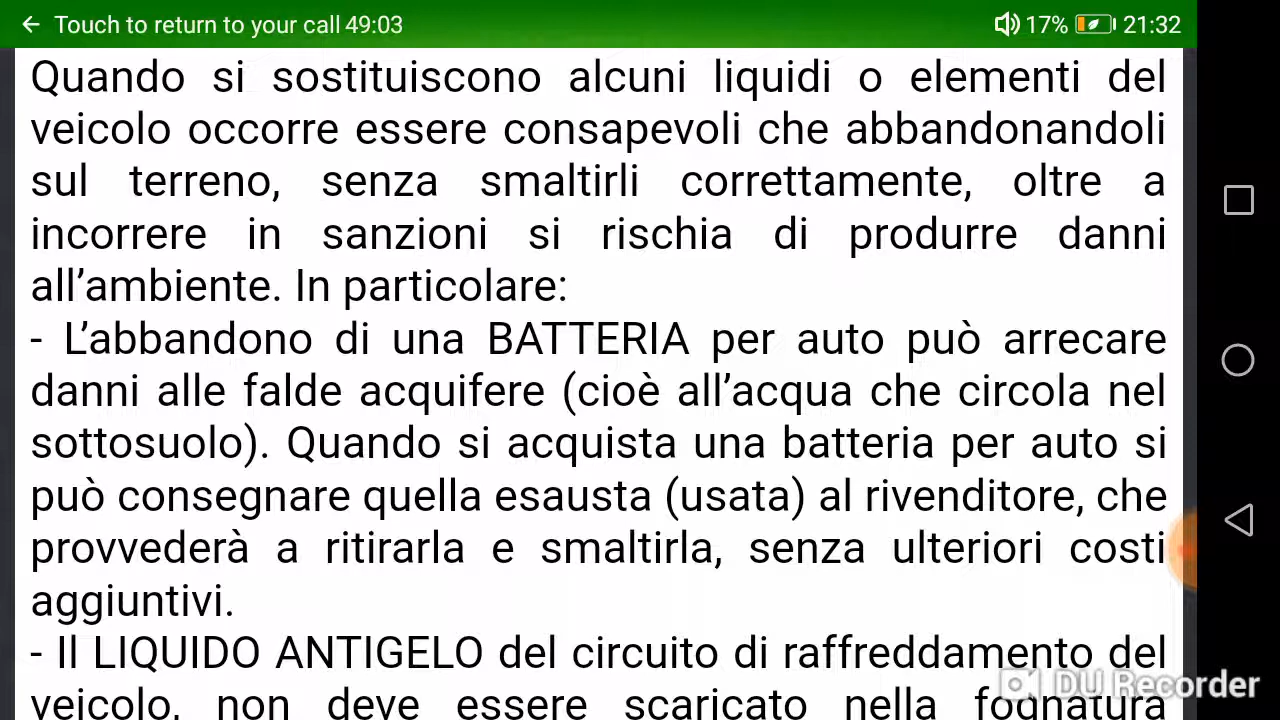 Touch to return to your call 49:03
17% 21:32
Quando si sostituiscono alcuni liquidi o elementi del
veicolo occorre essere consapevoli che abbandonandoli
sul terreno, senza smaltirli correttamente, oltre a
incorrere in sanzioni si rischia di produrre danni
all’ambiente. In particolare:
- L’abbandono di una BATTERIA per auto può arrecare
danni alle falde acquifere (cioè all’acqua che circola nel
sottosuolo). Quando si acquista una batteria per auto si
può consegnare quella esausta (usata) al rivenditore, che
provvederà a ritirarla e smaltirla, senza ulteriori costi
aggiuntivi.
- Il LIQUIDO ANTIGELO del circuito di raffreddamento del
veicolo, non deve essere scaricato nella fognatura
DU Recorder